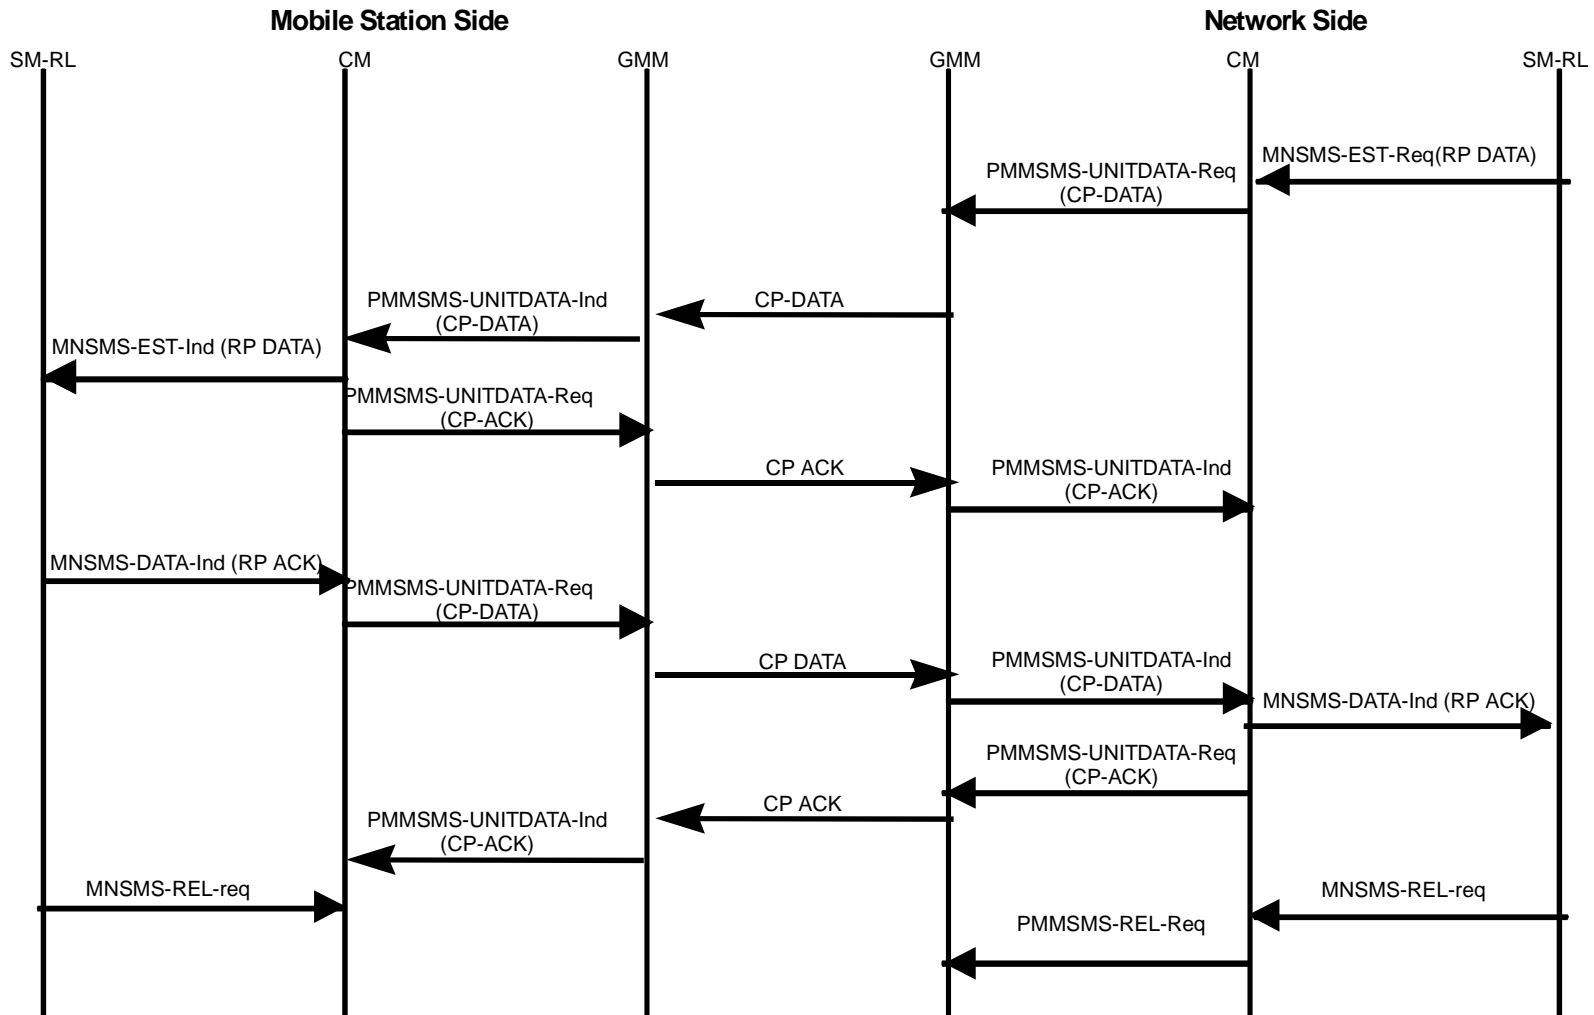 Mobile Station Side
Network Side
SM-RL
CM
GMM
GMM
CM
SM-RL
MNSMS-EST-Req(RP DATA)
PMMSMS-UNITDATA-Req
(CP-DATA)
CP-DATA
PMMSMS-UNITDATA-Ind
(CP-DATA)
MNSMS-EST-Ind (RP DATA)
PMMSMS-UNITDATA-Req
(CP-ACK)
CP ACK
PMMSMS-UNITDATA-Ind
(CP-ACK)
MNSMS-DATA-Ind (RP ACK)
PMMSMS-UNITDATA-Req
(CP-DATA)
CP DATA
PMMSMS-UNITDATA-Ind
(CP-DATA)
MNSMS-DATA-Ind (RP ACK)
PMMSMS-UNITDATA-Req
(CP-ACK)
CP ACK
PMMSMS-UNITDATA-Ind
(CP-ACK)
MNSMS-REL-req
MNSMS-REL-req
PMMSMS-REL-Req